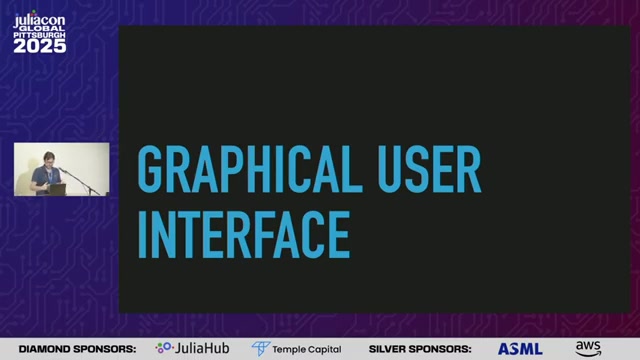 juliacon
GLOBAL
PITTSBURGH
2025
GRAPHICAL USER
INTERFACE
DIAMOND SPONSORS: JuliaHub Temple Capital SILVER SPONSORS: ASML aws